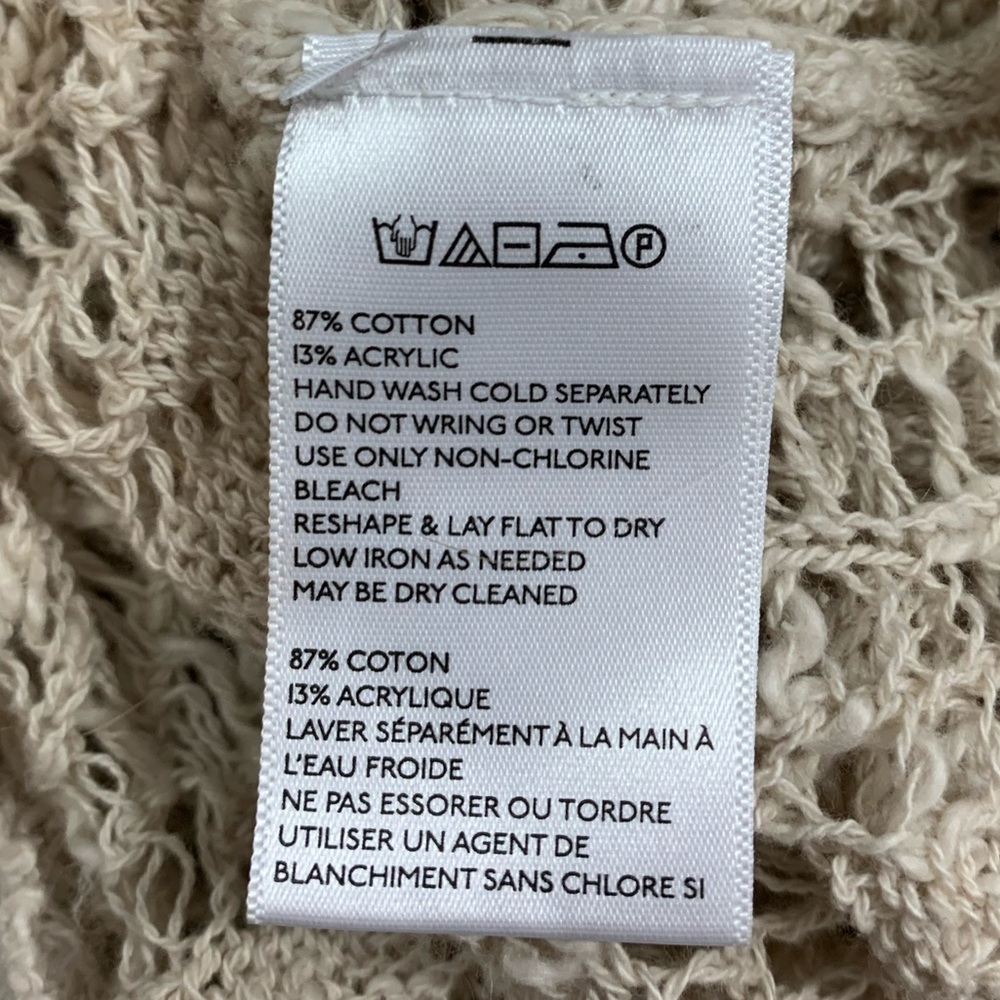 P
87% COTTON
13% ACRYLIC
HAND WASH COLD SEPARATELY
DO NOT WRING OR TWIST
USE ONLY NON-CHLORINE
BLEACH
RESHAPE & LAY FLAT TO DRY
LOW IRON AS NEEDED
MAY BE DRY CLEANED
87% COTON
13% ACRYLIQUE
LAVER SÉPARÉMENT À LA MAIN À
L'EAU FROIDE
NE PAS ESSORER OU TORDRE
UTILISER UN AGENT DE
BLANCHIMENT SANS CHLORE SI